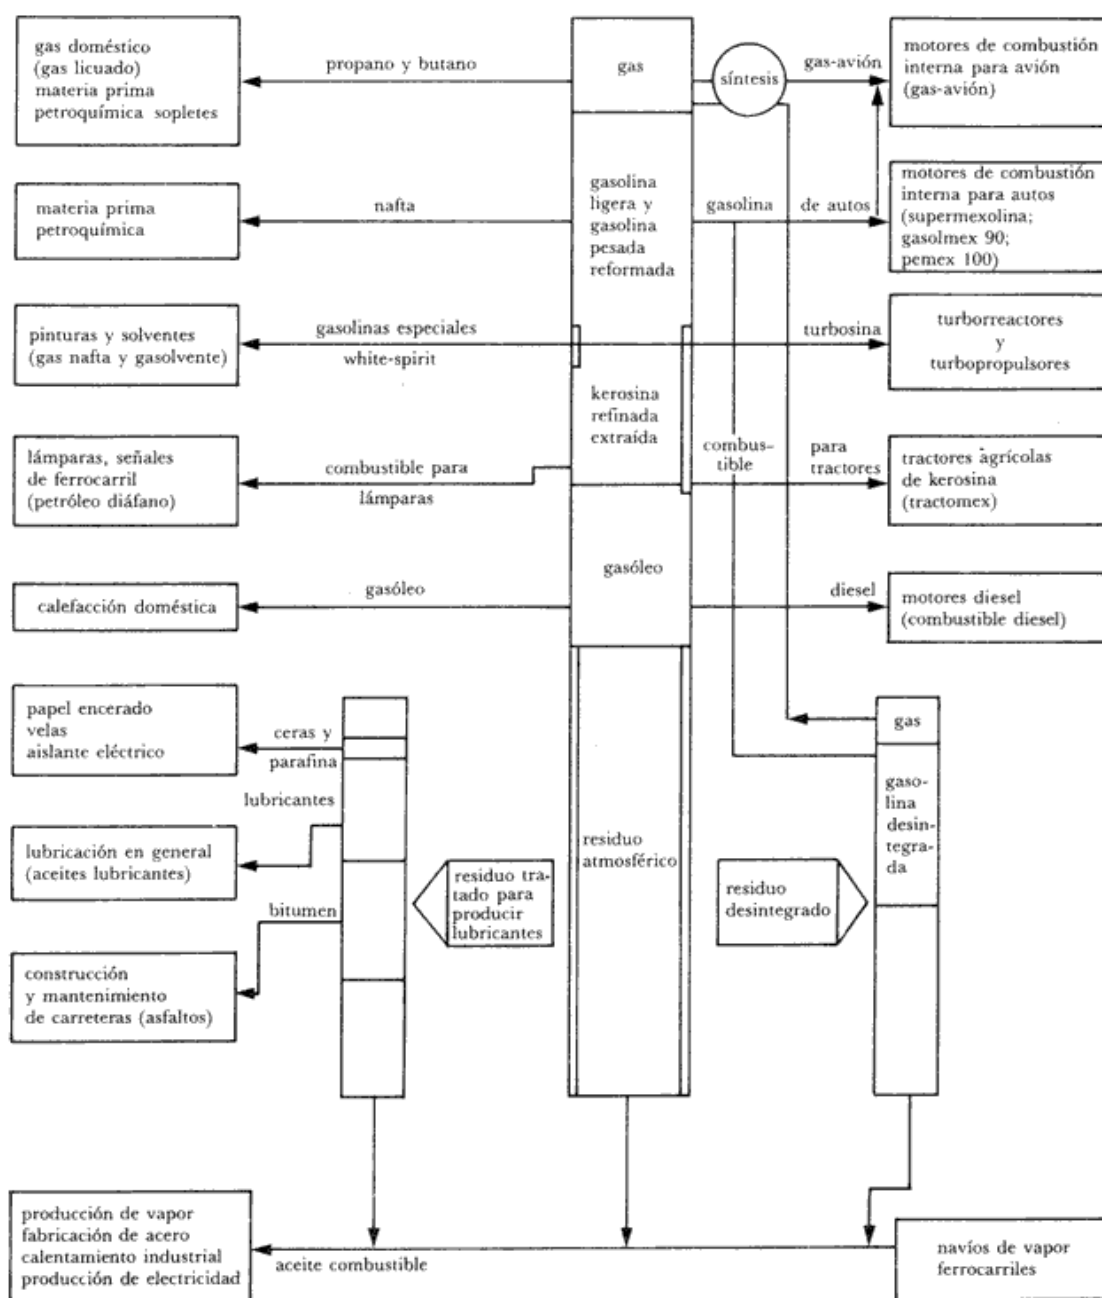 gas doméstico
(gas licuado)
materia prima
petroquímica sopletes
propano y butano
gas
síntesis
gas-avión
motores de combustión
interna para avión
(gas-avión)
materia prima
petroquímica
nafta
gasolina
ligera y
gasolina
pesada
reformada
gasolina
de autos
motores de combustión
interna para autos
(supermexolina;
gasolmex 90;
pemex 100)
pinturas y solventes
(gas nafta y gasolvente)
gasolinas especiales
white-spirit
turbosina
turborreactores
y
turbopropulsores
kerosina
refinada
extraída
lámparas, señales
de ferrocarril
(petróleo diáfano)
combustible para
lámparas
combus-
tible
para
tractores
tractores agrícolas
de kerosina
(tractomex)
calefacción doméstica
gasóleo
gasóleo
diesel
motores diesel
(combustible diesel)
papel encerado
velas
aislante eléctrico
ceras y
parafina
lubricantes
lubricación en general
(aceites lubricantes)
bitumen
construcción
y mantenimiento
de carreteras (asfaltos)
residuo tra-
tado para
producir
lubricantes
residuo
atmosférico
residuo
desintegrado
gas
gaso-
lina
desin-
tegra-
da
producción de vapor
fabricación de acero
calentamiento industrial
producción de electricidad
aceite combustible
navíos de vapor
ferrocarriles